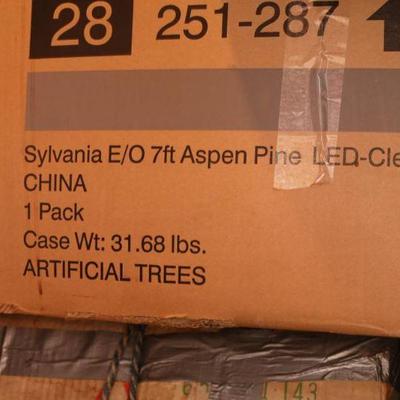 28 251-287
Sylvania E/O 7ft Aspen Pine LED-Cle
CHINA
1 Pack
Case Wt: 31.68 lbs.
ARTIFICIAL TREES
143